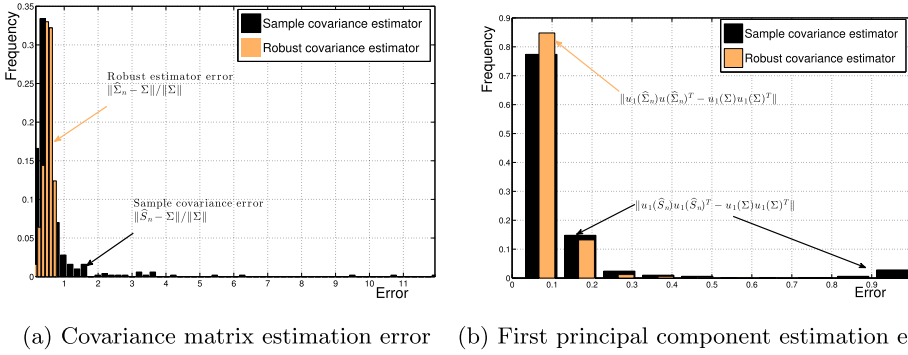 Frequency
0.35
0.3
0.25
0.2
0.15
0.1
0.05
0
1 2 3 4 5 6 7 8 9 10 11
Error
Sample covariance estimator
Robust covariance estimator
Robust estimator error
‖Σ̂ₙ − Σ‖/‖Σ‖
Sample covariance error
‖Ŝₙ − Σ‖/‖Σ‖
(a) Covariance matrix estimation error
Frequency
0.9
0.8
0.7
0.6
0.5
0.4
0.3
0.2
0.1
0
0 0.1 0.2 0.3 0.4 0.5 0.6 0.7 0.8 0.9
Error
Sample covariance estimator
Robust covariance estimator
‖u₁(Σ̂ₙ)u(Σ̂ₙ)ᵀ − u₁(Σ)u₁(Σ)ᵀ‖
‖u₁(Ŝₙ)u₁(Ŝₙ)ᵀ − u₁(Σ)u₁(Σ)ᵀ‖
(b) First principal component estimation e